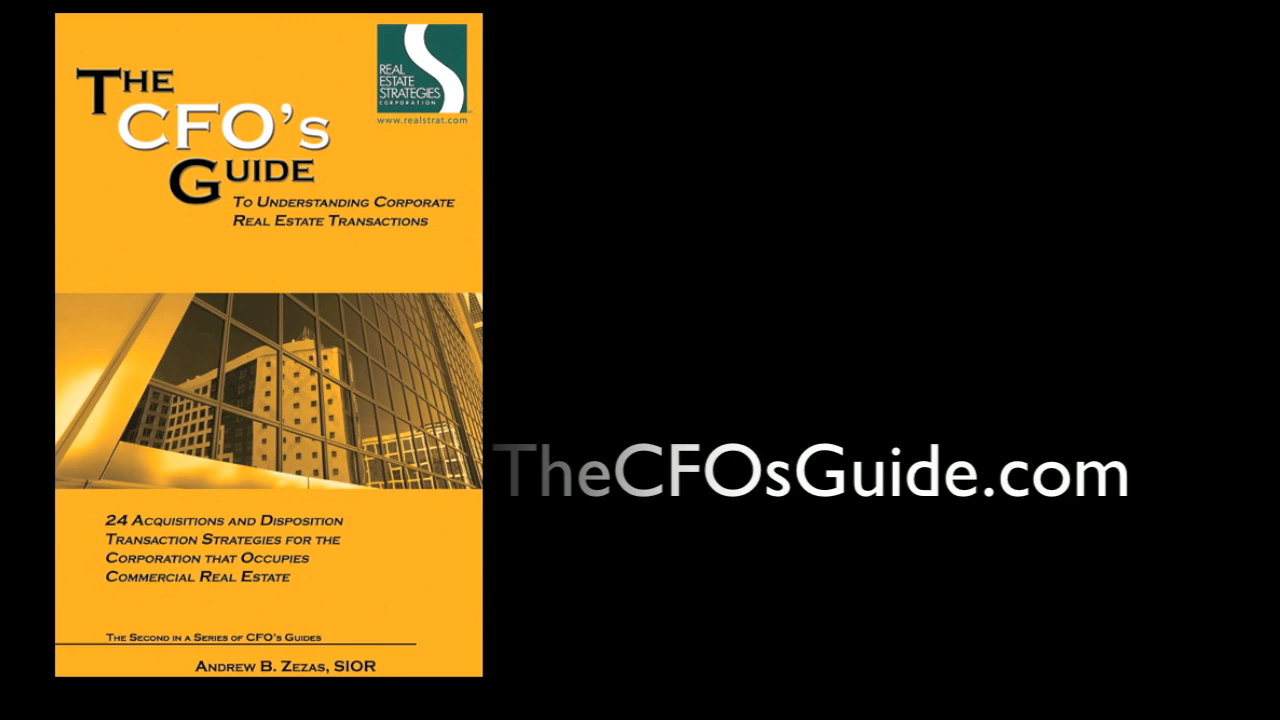 THE
CFO's
GUIDE
TO UNDERSTANDING CORPORATE
REAL ESTATE TRANSACTIONS
REAL
ESTATE
STRATEGIES
CORPORATION
www.realstrat.com
TheCFOsGuide.com
24 ACQUISITIONS AND DISPOSITION
TRANSACTION STRATEGIES FOR THE
CORPORATION THAT OCCUPIES
COMMERCIAL REAL ESTATE
THE SECOND IN A SERIES OF CFO'S GUIDES
ANDREW B. ZEZAS, SIOR